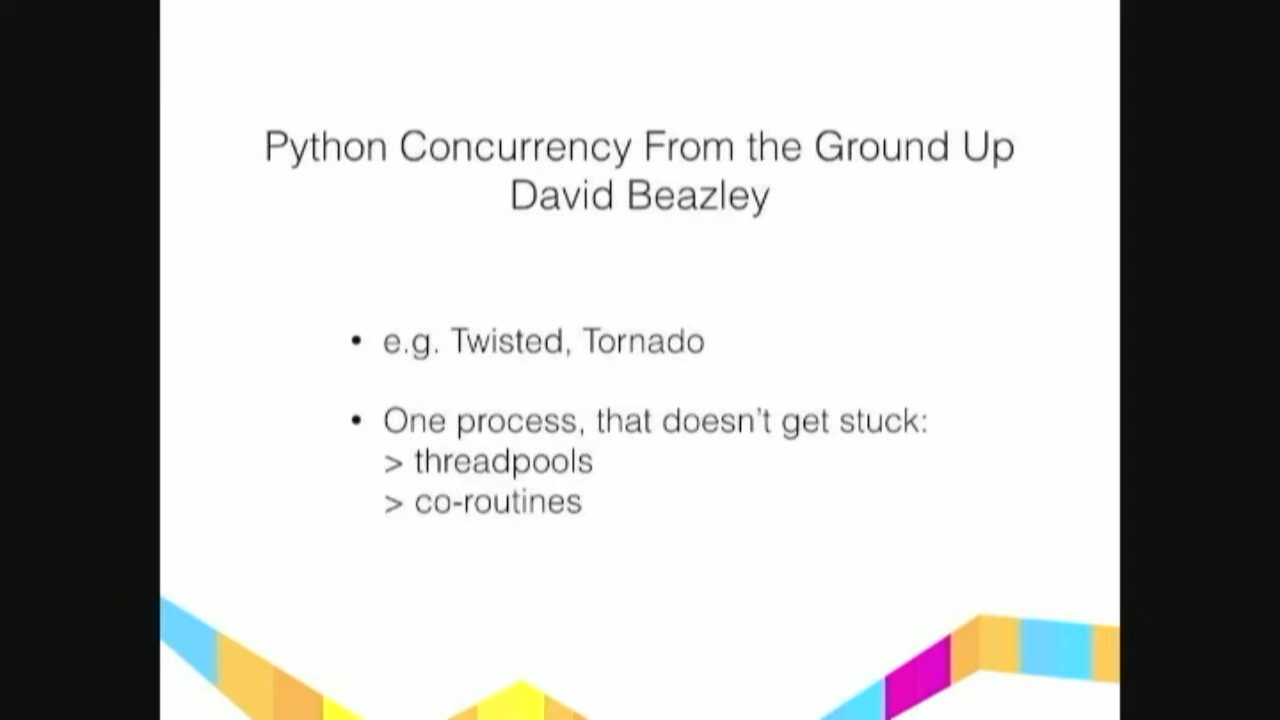 Python Concurrency From the Ground Up
David Beazley
• e.g. Twisted, Tornado
• One process, that doesn't get stuck:
> threadpools
> co-routines